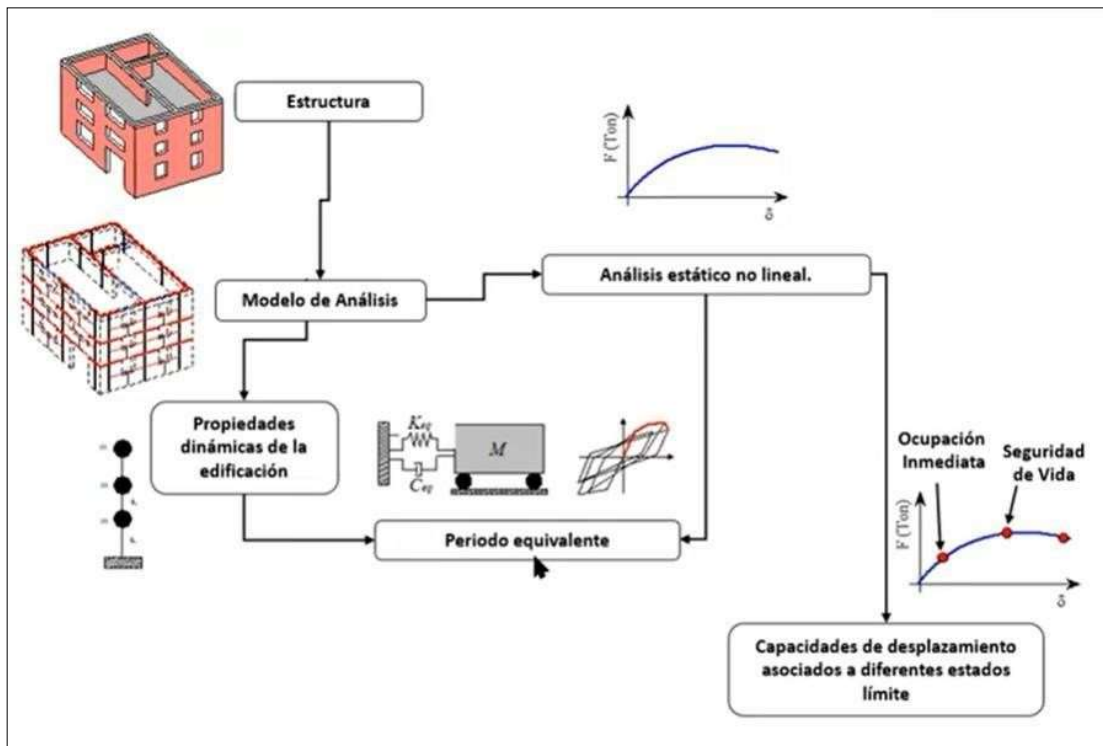 Estructura
F (Ton)
δ
Análisis estático no lineal.
Modelo de Análisis
Propiedades
dinámicas de la
edificación
Keq
M
Ceq
Ocupación
Inmediata
Seguridad
de Vida
F (Ton)
δ
Periodo equivalente
Capacidades de desplazamiento
asociados a diferentes estados
límite